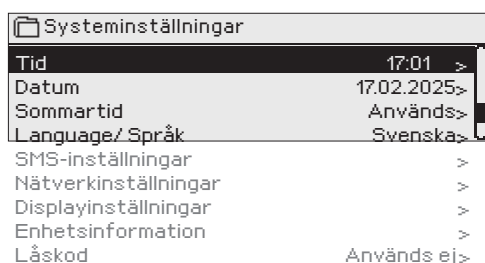 Systeminställningar
Tid 17:01 >
Datum 17.02.2025>
Sommartid Används>
Language/ Språk Svenska>
SMS-inställningar >
Nätverkinställningar >
Displayinställningar >
Enhetsinformation >
Låskod Används ej>